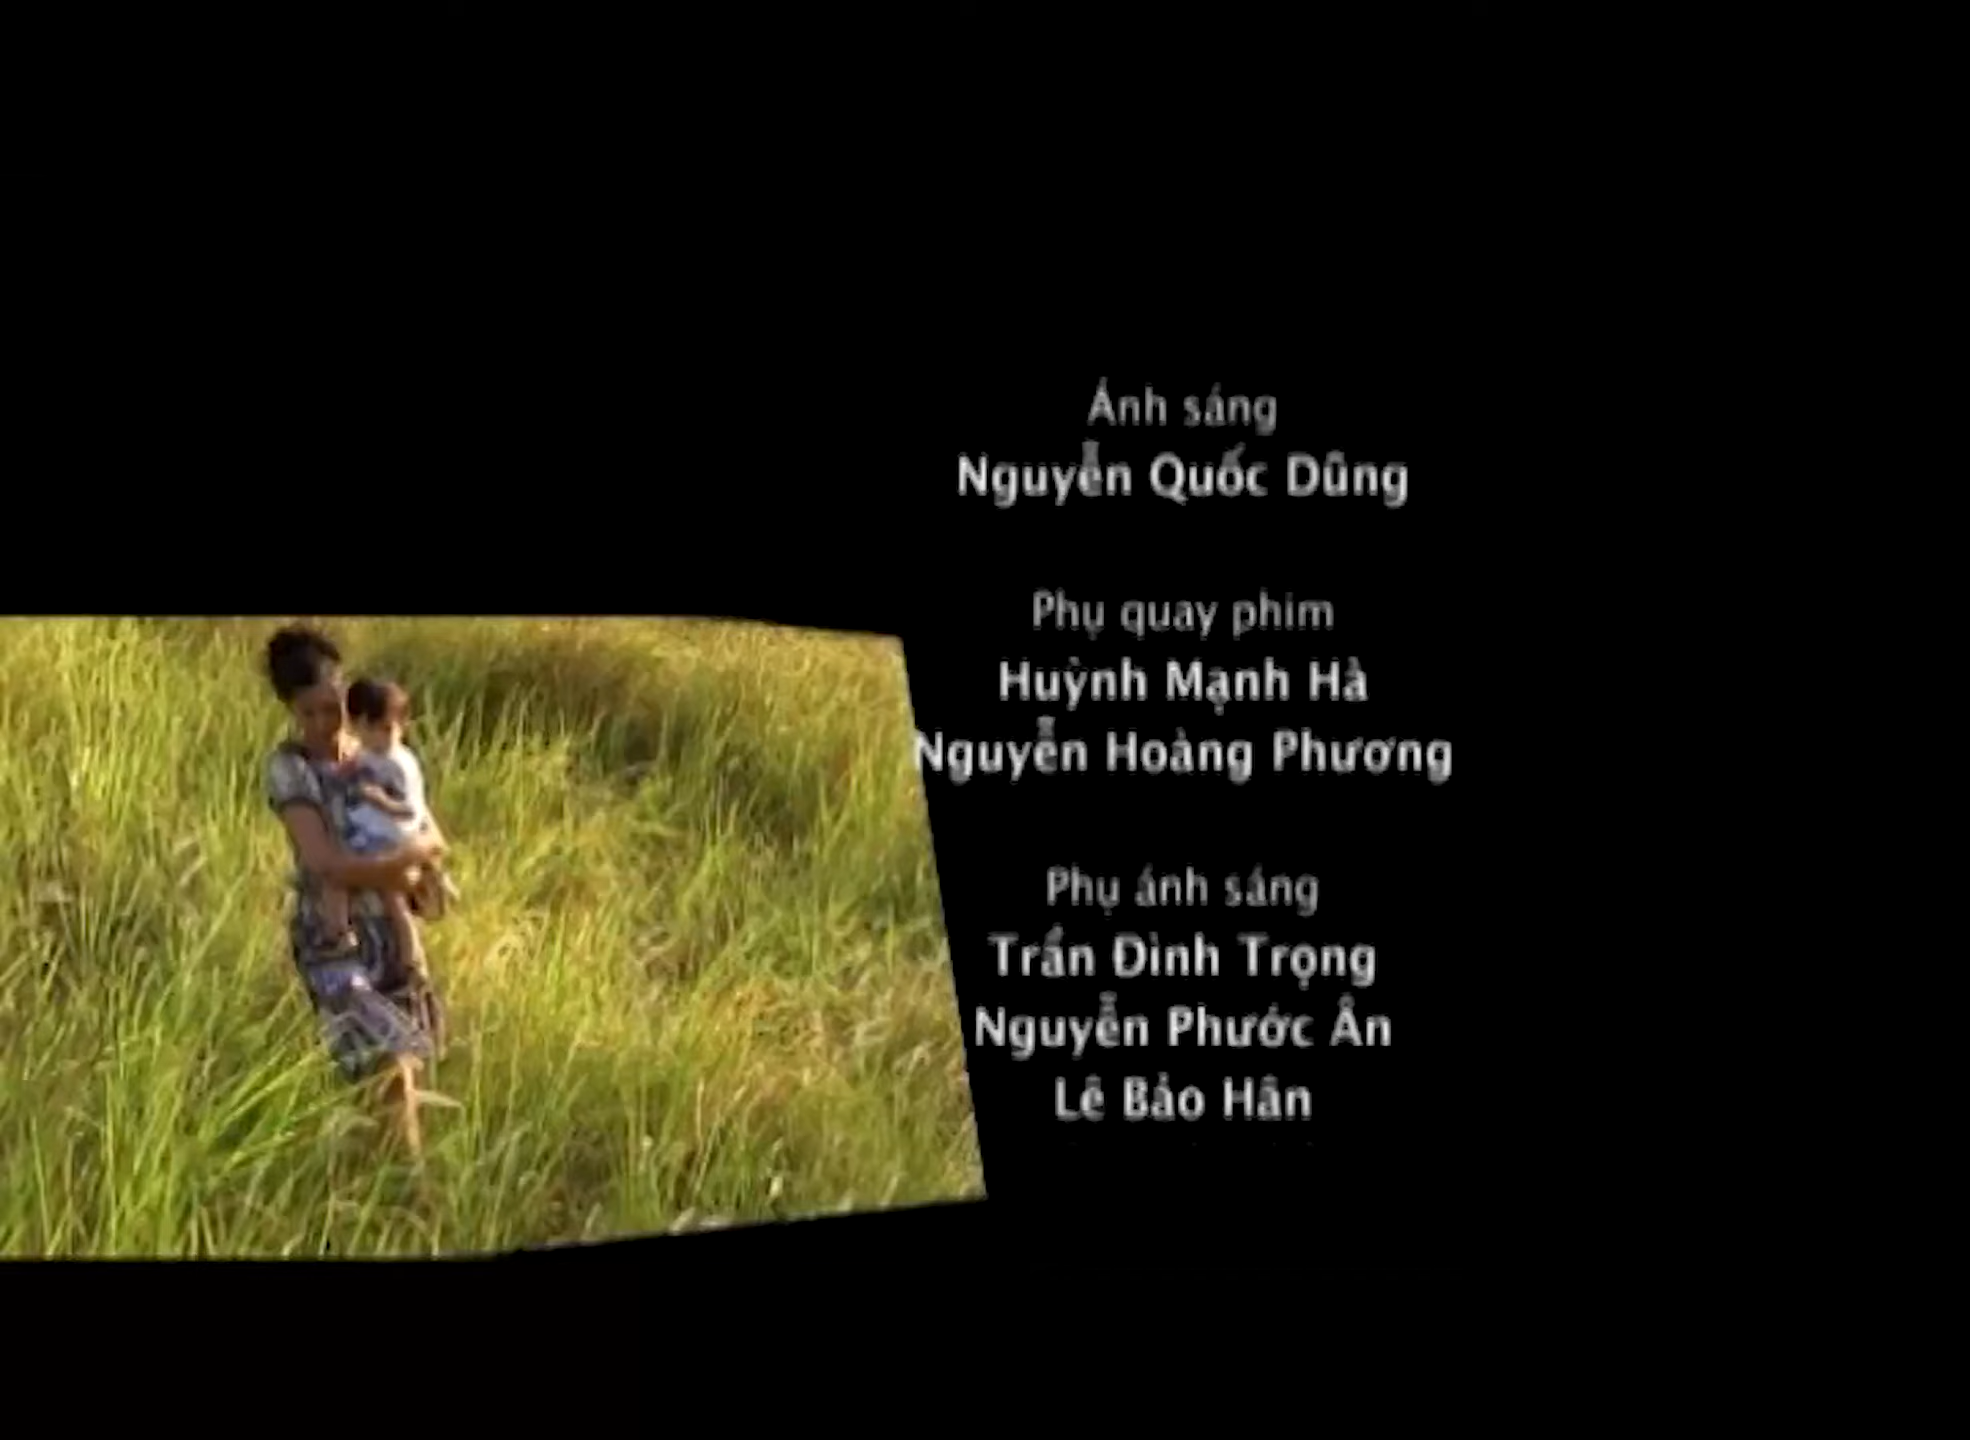 Ánh sáng
Nguyễn Quốc Dũng
Phụ quay phim
Huỳnh Mạnh Hà
Nguyễn Hoàng Phương
Phụ ánh sáng
Trần Đình Trọng
Nguyễn Phước Ân
Lê Bảo Hân